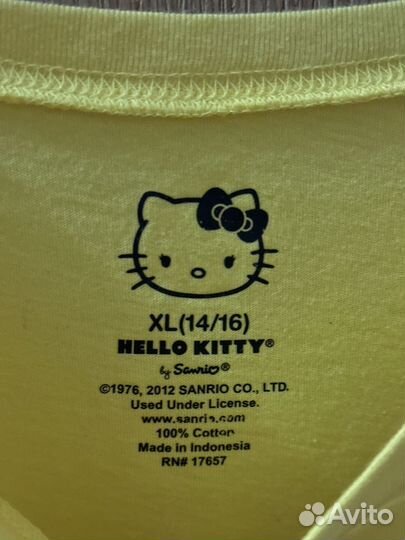 XL(14/16)
HELLO KITTY®
by Sanrio®
©1976, 2012 SANRIO CO., LTD.
Used Under License.
www.sanrio.com
100% Cotton
Made in Indonesia
RN# 17657
Avito